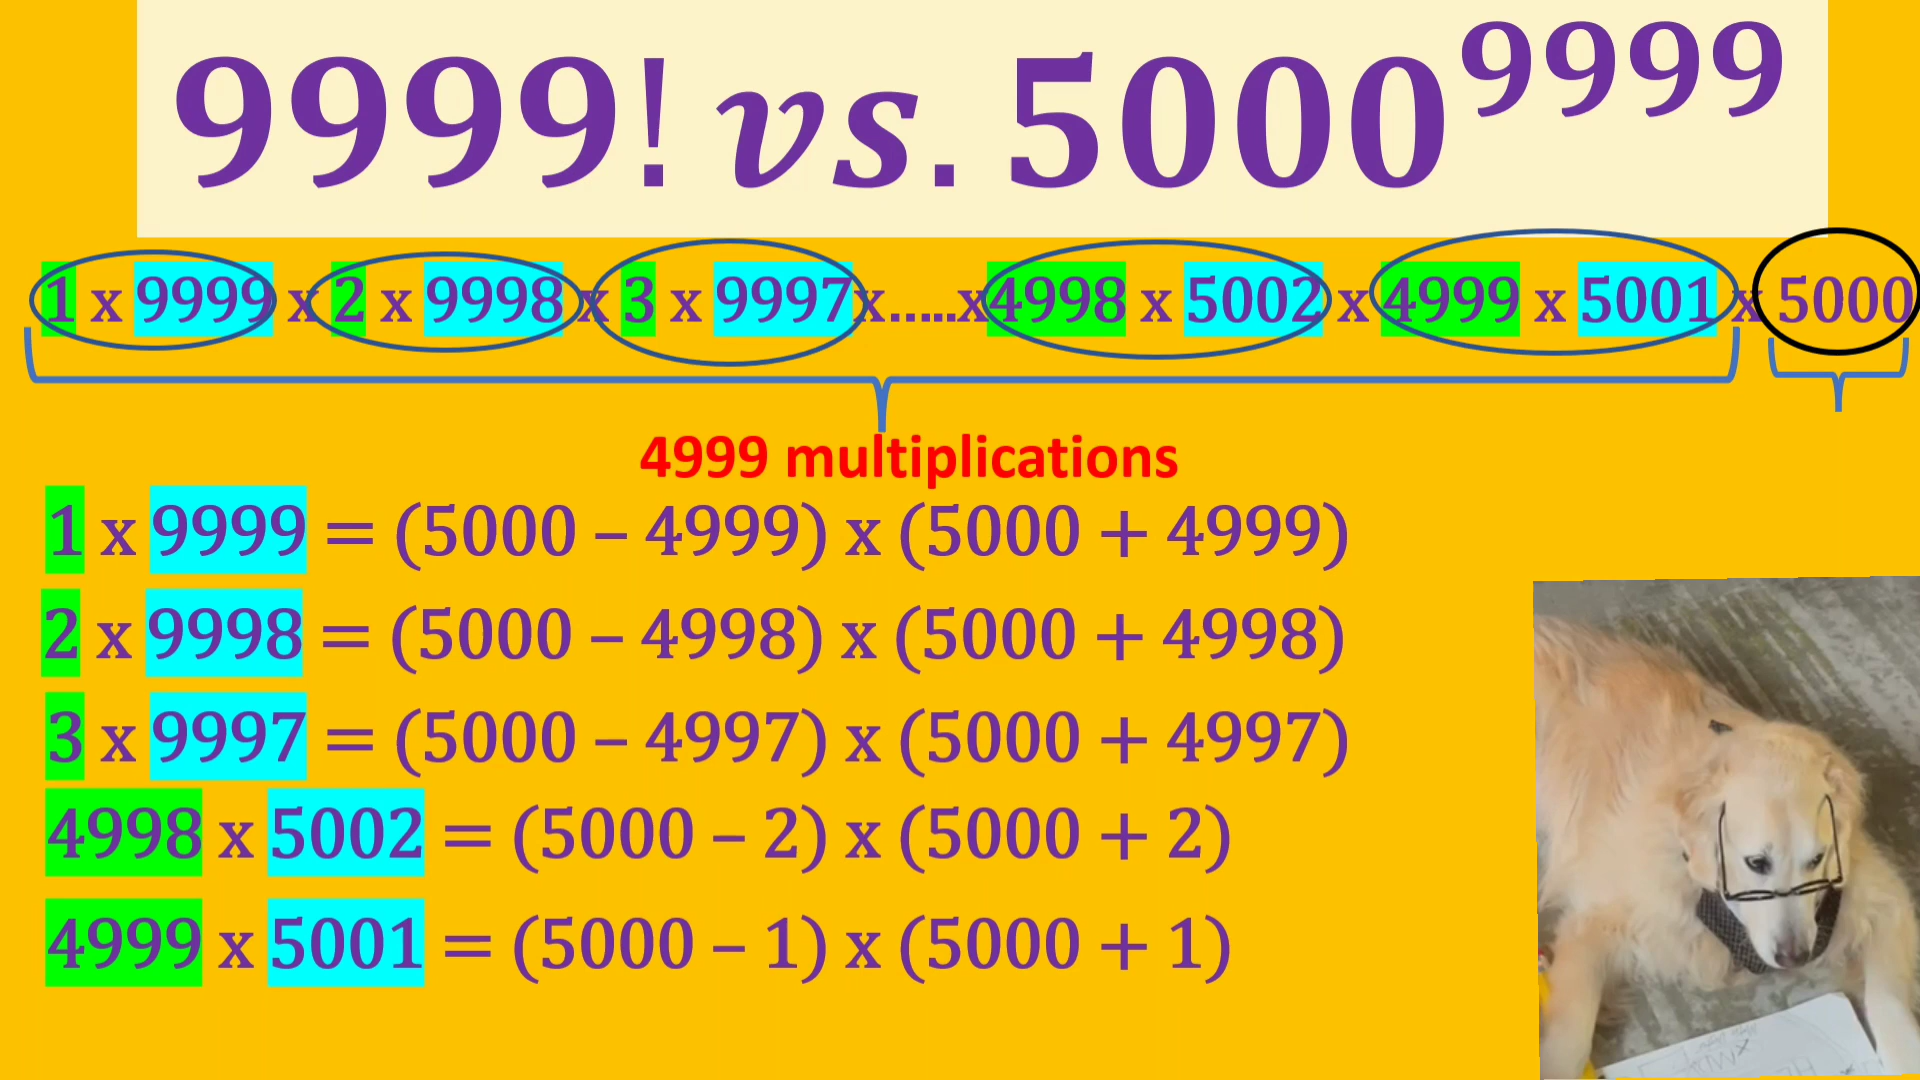 9999! vs. 5000^9999
1 x 9999 x 2 x 9998 x 3 x 9997x.....x4998 x 5002 x 4999 x 5001 x 5000
4999 multiplications
1 x 9999 = (5000 – 4999) x (5000 + 4999)
2 x 9998 = (5000 – 4998) x (5000 + 4998)
3 x 9997 = (5000 – 4997) x (5000 + 4997)
4998 x 5002 = (5000 – 2) x (5000 + 2)
4999 x 5001 = (5000 – 1) x (5000 + 1)